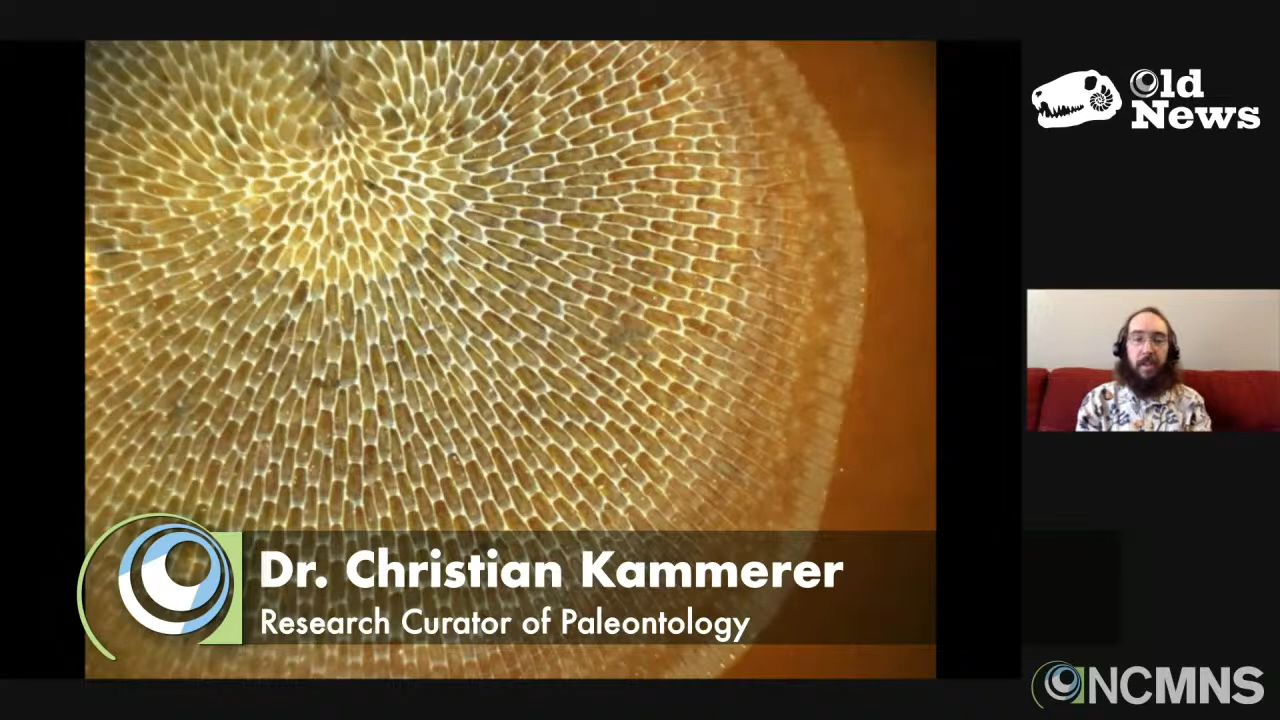 Old
News
Dr. Christian Kammerer
Research Curator of Paleontology
NCMNS